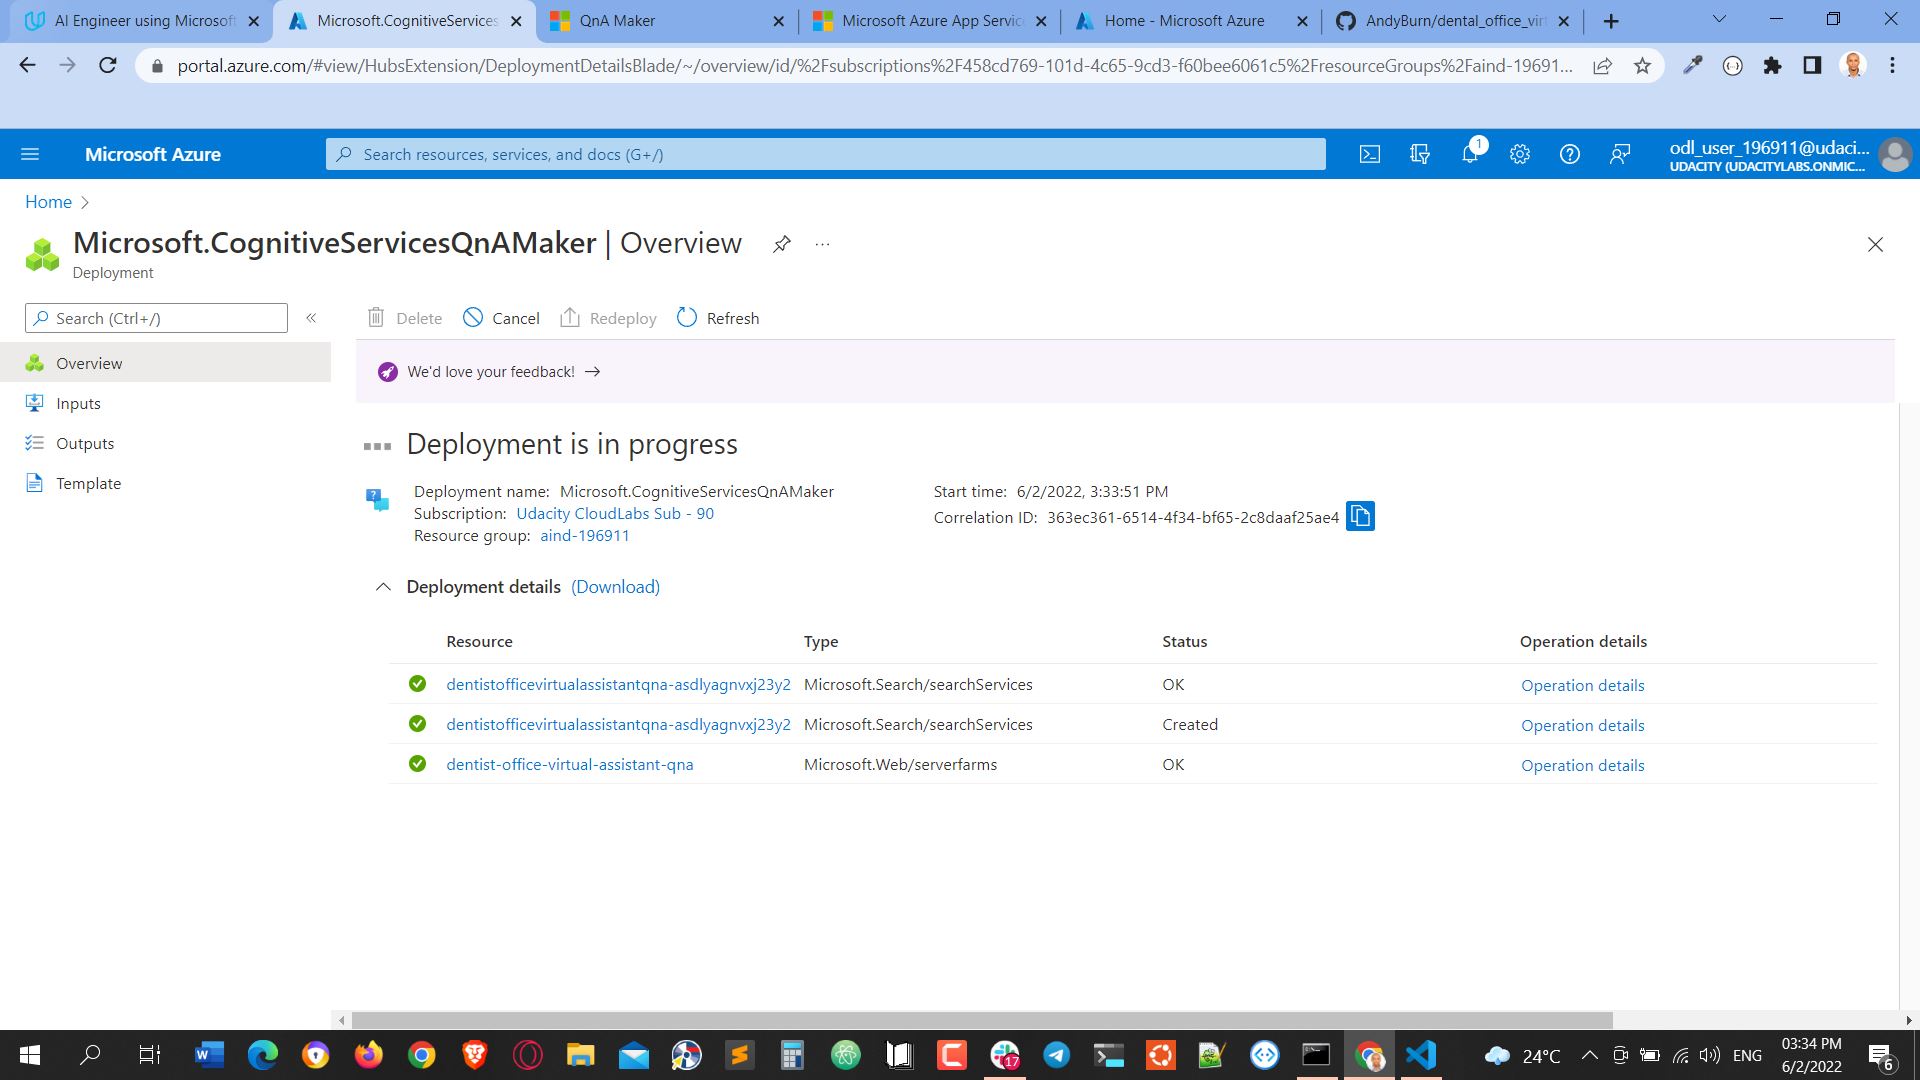 AI Engineer using Microsoft
Microsoft.CognitiveServices
QnA Maker
Microsoft Azure App Servic
Home - Microsoft Azure
AndyBurn/dental_office_virt
portal.azure.com/#view/HubsExtension/DeploymentDetailsBlade/~/overview/id/%2Fsubscriptions%2F458cd769-101d-4c65-9cd3-f60bee6061c5%2FresourceGroups%2Faind-19691...
Microsoft Azure
Search resources, services, and docs (G+/)
1
odl_user_196911@udaci...
UDACITY (UDACITYLABS.ONMIC...
Home
Microsoft.CognitiveServicesQnAMaker | Overview
Deployment
Search (Ctrl+/)
Delete
Cancel
Redeploy
Refresh
Overview
Inputs
Outputs
Template
We'd love your feedback!
Deployment is in progress
Deployment name: Microsoft.CognitiveServicesQnAMaker
Subscription: Udacity CloudLabs Sub - 90
Resource group: aind-196911
Start time: 6/2/2022, 3:33:51 PM
Correlation ID: 363ec361-6514-4f34-bf65-2c8daaf25ae4
Deployment details (Download)
Resource Type Status Operation details
dentistofficevirtualassistantqna-asdlyagnvxj23y2 Microsoft.Search/searchServices OK Operation details
dentistofficevirtualassistantqna-asdlyagnvxj23y2 Microsoft.Search/searchServices Created Operation details
dentist-office-virtual-assistant-qna Microsoft.Web/serverfarms OK Operation details
17
24°C
ENG
03:34 PM
6/2/2022
6